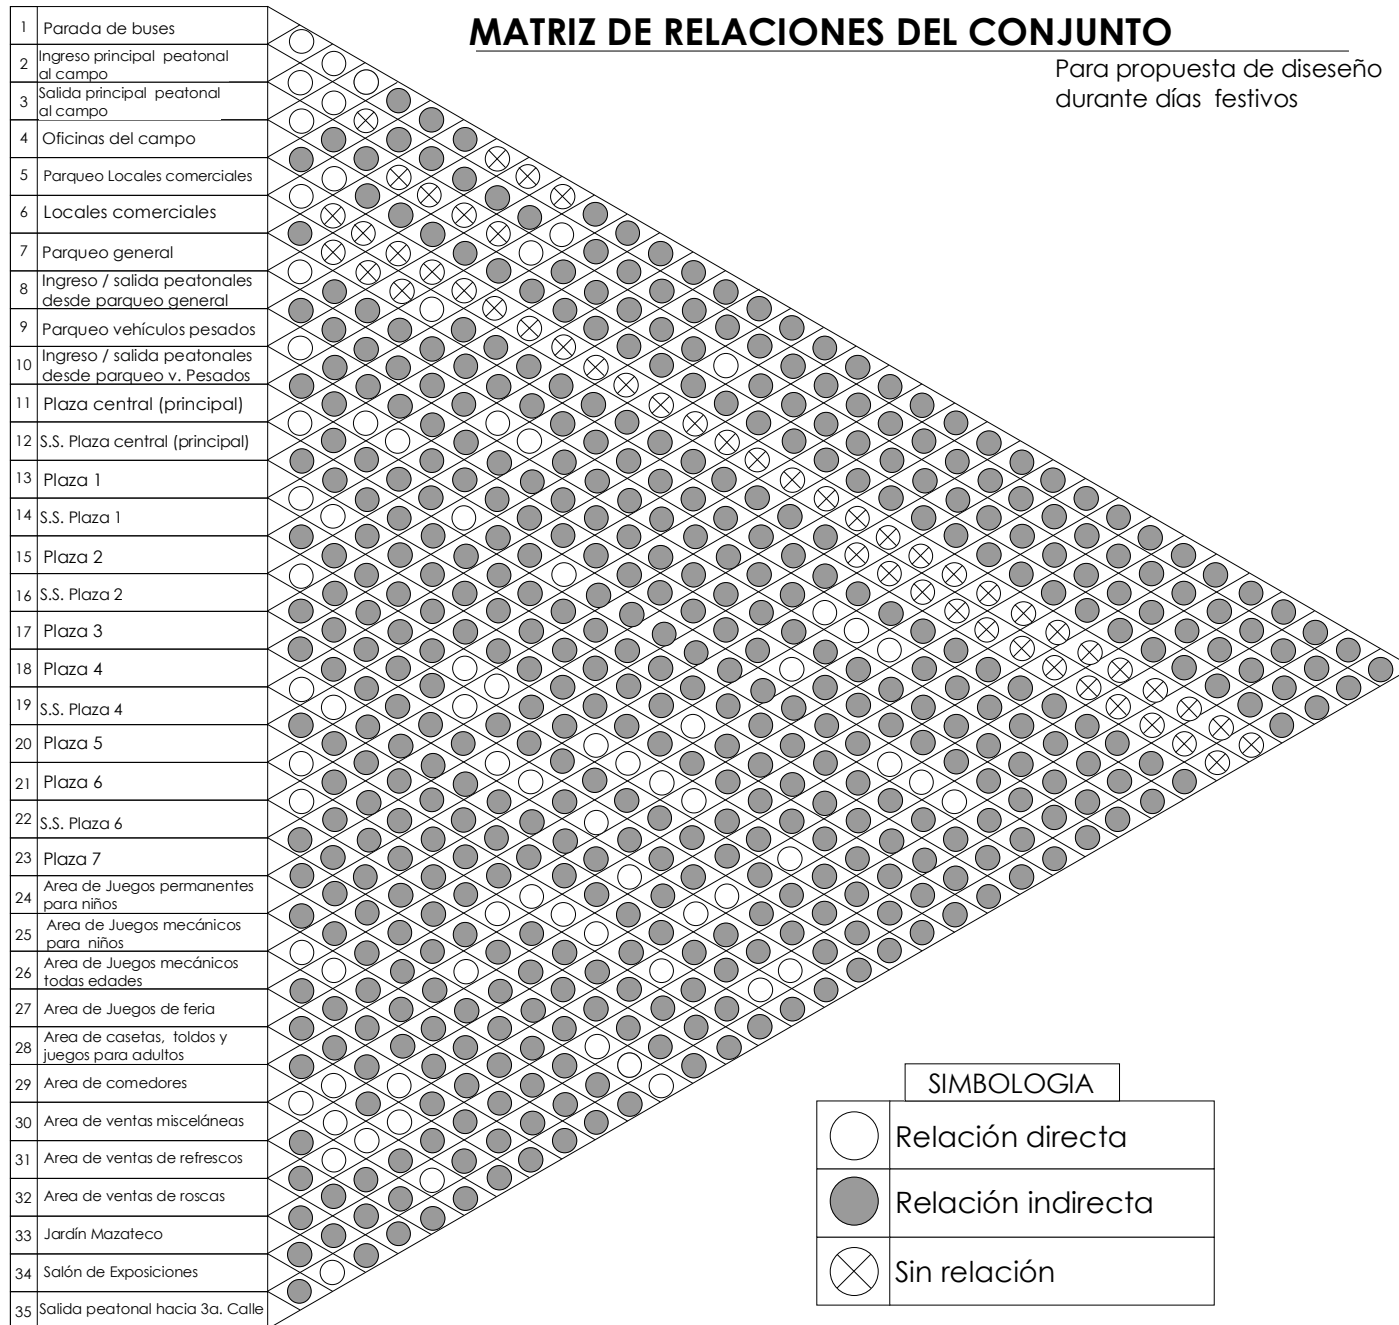 MATRIZ DE RELACIONES DEL CONJUNTO
Para propuesta de diseseño
durante días festivos
1 Parada de buses
2 Ingreso principal peatonal
al campo
3 Salida principal peatonal
al campo
4 Oficinas del campo
5 Parqueo Locales comerciales
6 Locales comerciales
7 Parqueo general
8 Ingreso / salida peatonales
desde parqueo general
9 Parqueo vehículos pesados
10 Ingreso / salida peatonales
desde parqueo v. Pesados
11 Plaza central (principal)
12 S.S. Plaza central (principal)
13 Plaza 1
14 S.S. Plaza 1
15 Plaza 2
16 S.S. Plaza 2
17 Plaza 3
18 Plaza 4
19 S.S. Plaza 4
20 Plaza 5
21 Plaza 6
22 S.S. Plaza 6
23 Plaza 7
24 Area de Juegos permanentes
para niños
25 Area de Juegos mecánicos
para niños
26 Area de Juegos mecánicos
todas edades
27 Area de Juegos de feria
28 Area de casetas, toldos y
juegos para adultos
29 Area de comedores
30 Area de ventas misceláneas
31 Area de ventas de refrescos
32 Area de ventas de roscas
33 Jardín Mazateco
34 Salón de Exposiciones
35 Salida peatonal hacia 3a. Calle
SIMBOLOGIA
Relación directa
Relación indirecta
Sin relación